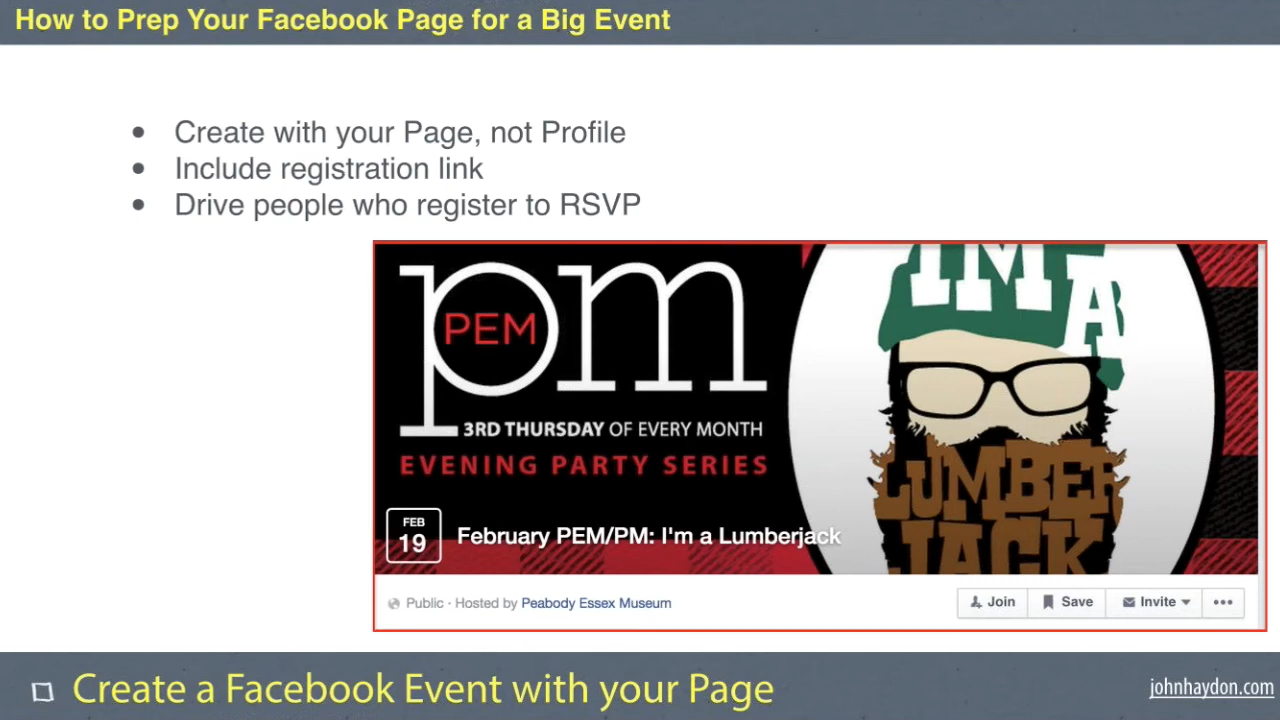 How to Prep Your Facebook Page for a Big Event
• Create with your Page, not Profile
• Include registration link
• Drive people who register to RSVP
pm
PEM
3RD THURSDAY OF EVERY MONTH
EVENING PARTY SERIES
IMA
LUMBER
JACK
FEB
19
February PEM/PM: I'm a Lumberjack
Public · Hosted by Peabody Essex Museum
Join
Save
Invite
Create a Facebook Event with your Page
johnhaydon.com